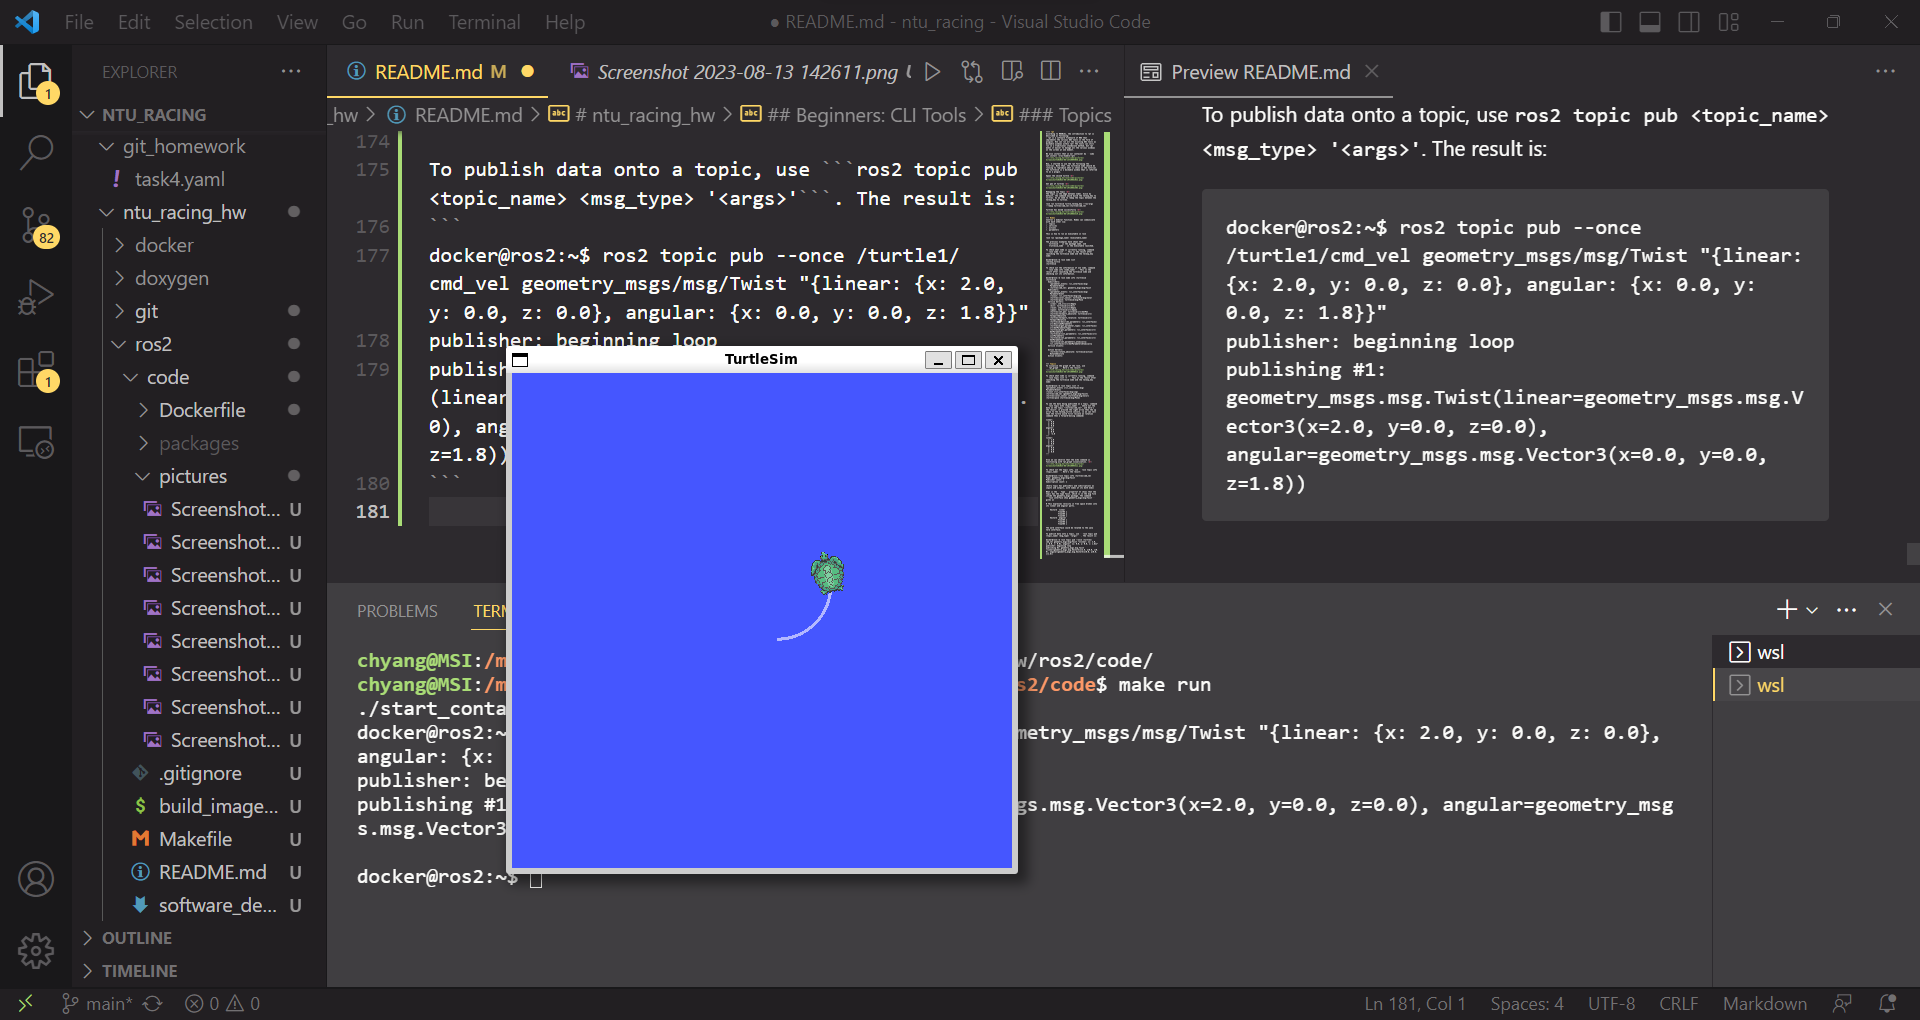 File Edit Selection View Go Run Terminal Help
● README.md - ntu_racing - Visual Studio Code
EXPLORER
NTU_RACING
git_homework
! task4.yaml
ntu_racing_hw
docker
doxygen
git
ros2
code
Dockerfile
packages
pictures
Screenshot... U
Screenshot... U
Screenshot... U
Screenshot... U
Screenshot... U
Screenshot... U
Screenshot... U
Screenshot... U
.gitignore U
$ build_image... U
M Makefile U
README.md U
software_de... U
OUTLINE
TIMELINE
1
82
1
README.md M
Screenshot 2023-08-13 142611.png
_hw > README.md > # ntu_racing_hw > ## Beginners: CLI Tools > ### Topics
174
175 To publish data onto a topic, use ```ros2 topic pub
<topic_name> <msg_type> '<args>'```. The result is:
176 ```
177 docker@ros2:~$ ros2 topic pub --once /turtle1/
cmd_vel geometry_msgs/msg/Twist "{linear: {x: 2.0,
y: 0.0, z: 0.0}, angular: {x: 0.0, y: 0.0, z: 1.8}}"
178 publisher: beginning loop
179 publish
(linear
0), ang
z=1.8))
180 ```
181
TurtleSim
Preview README.md
To publish data onto a topic, use ros2 topic pub <topic_name>
<msg_type> '<args>'. The result is:
docker@ros2:~$ ros2 topic pub --once
/turtle1/cmd_vel geometry_msgs/msg/Twist "{linear:
{x: 2.0, y: 0.0, z: 0.0}, angular: {x: 0.0, y:
0.0, z: 1.8}}"
publisher: beginning loop
publishing #1:
geometry_msgs.msg.Twist(linear=geometry_msgs.msg.V
ector3(x=2.0, y=0.0, z=0.0),
angular=geometry_msgs.msg.Vector3(x=0.0, y=0.0,
z=1.8))
PROBLEMS TERM
chyang@MSI:/m w/ros2/code/
chyang@MSI:/m s2/code$ make run
./start_conta
docker@ros2:~ metry_msgs/msg/Twist "{linear: {x: 2.0, y: 0.0, z: 0.0},
angular: {x:
publisher: be
publishing #1 gs.msg.Vector3(x=2.0, y=0.0, z=0.0), angular=geometry_msg
s.msg.Vector3
docker@ros2:~$
wsl
wsl
main* 0 0
Ln 181, Col 1 Spaces: 4 UTF-8 CRLF Markdown